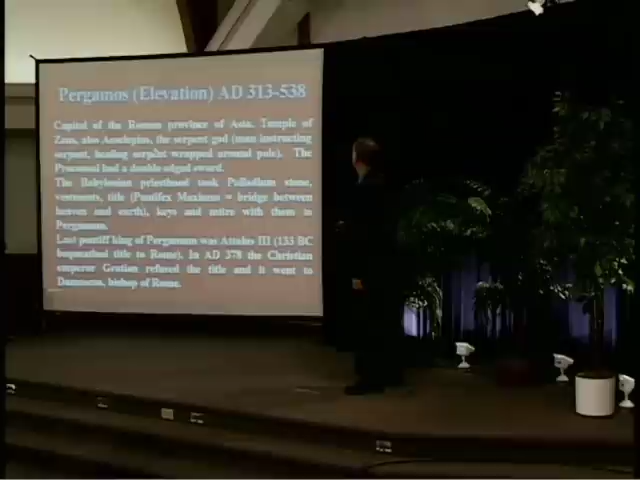 Pergamos (Elevation) AD 313-538
Capital of the Roman province of Asia. Temple of
Zeus, also Aesclepius, the serpent god (man instructing
serpent, healing serpent wrapped around pole). The
Proconsul had a double edged sword.
The Babylonian priesthood took Palladium stone,
vestments, title (Pontifex Maximus = bridge between
heaven and earth), keys and mitre with them to
Pergamum.
Last pontiff king of Pergamum was Attalus III (133 BC
bequeathed title to Rome). In AD 378 the Christian
emperor Gratian refused the title and it went to
Damascus, bishop of Rome.